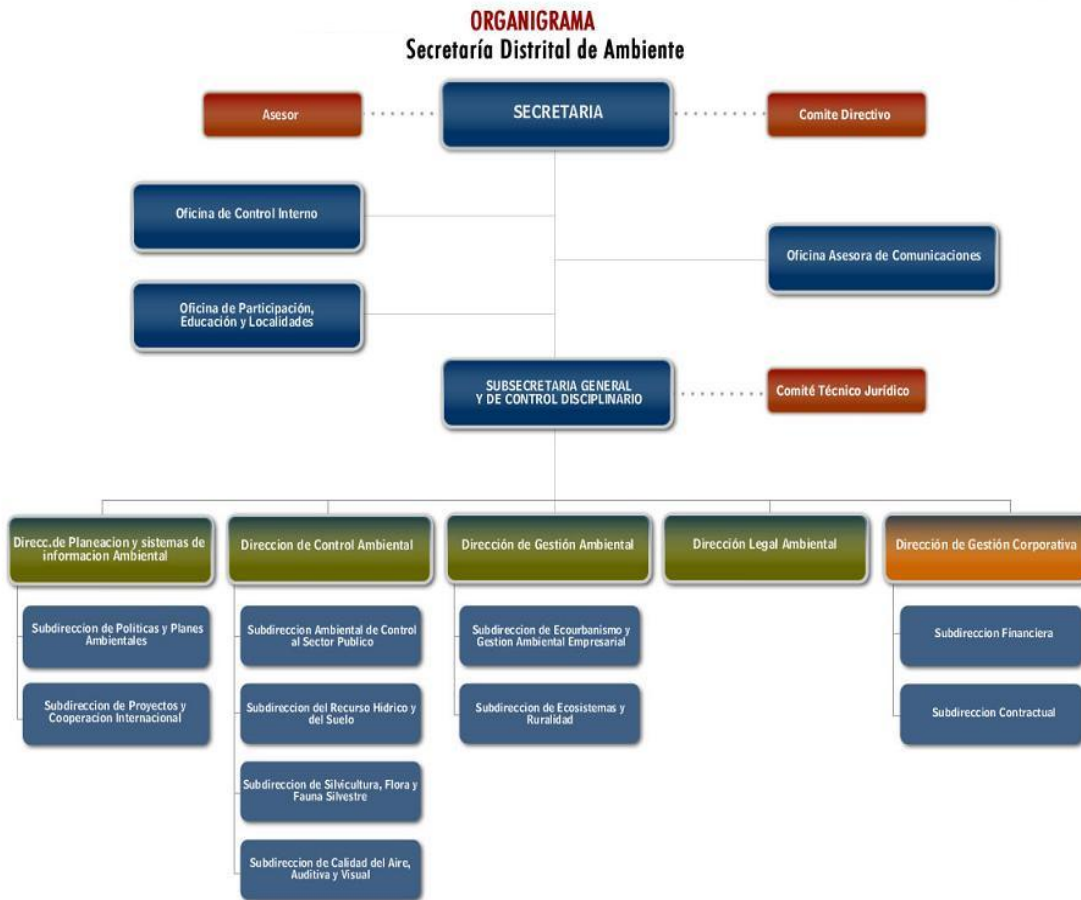 ORGANIGRAMA
Secretaría Distrital de Ambiente
Asesor
SECRETARIA
Comite Directivo
Oficina de Control Interno
Oficina Asesora de Comunicaciones
Oficina de Participación,
Educación y Localidades
SUBSECRETARIA GENERAL
Y DE CONTROL DISCIPLINARIO
Comité Técnico Jurídico
Direcc.de Planeacion y sistemas de
informacion Ambiental
Direccion de Control Ambiental
Dirección de Gestión Ambiental
Dirección Legal Ambiental
Dirección de Gestión Corporativa
Subdireccion de Politicas y Planes
Ambientales
Subdireccion de Proyectos y
Cooperacion Internacional
Subdireccion Ambiental de Control
al Sector Publico
Subdireccion del Recurso Hidrico y
del Suelo
Subdireccion de Silvicultura, Flora y
Fauna Silvestre
Subdireccion de Calidad del Aire,
Auditiva y Visual
Subdireccion de Ecourbanismo y
Gestion Ambiental Empresarial
Subdireccion de Ecosistemas y
Ruralidad
Subdireccion Financiera
Subdireccion Contractual